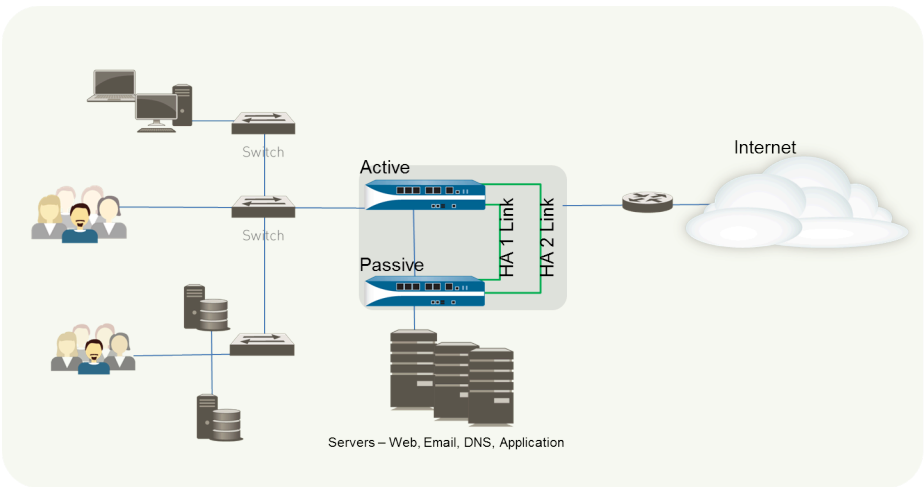 Internet
Switch
Active
HA 1 Link
HA 2 Link
Switch
Passive
Servers – Web, Email, DNS, Application